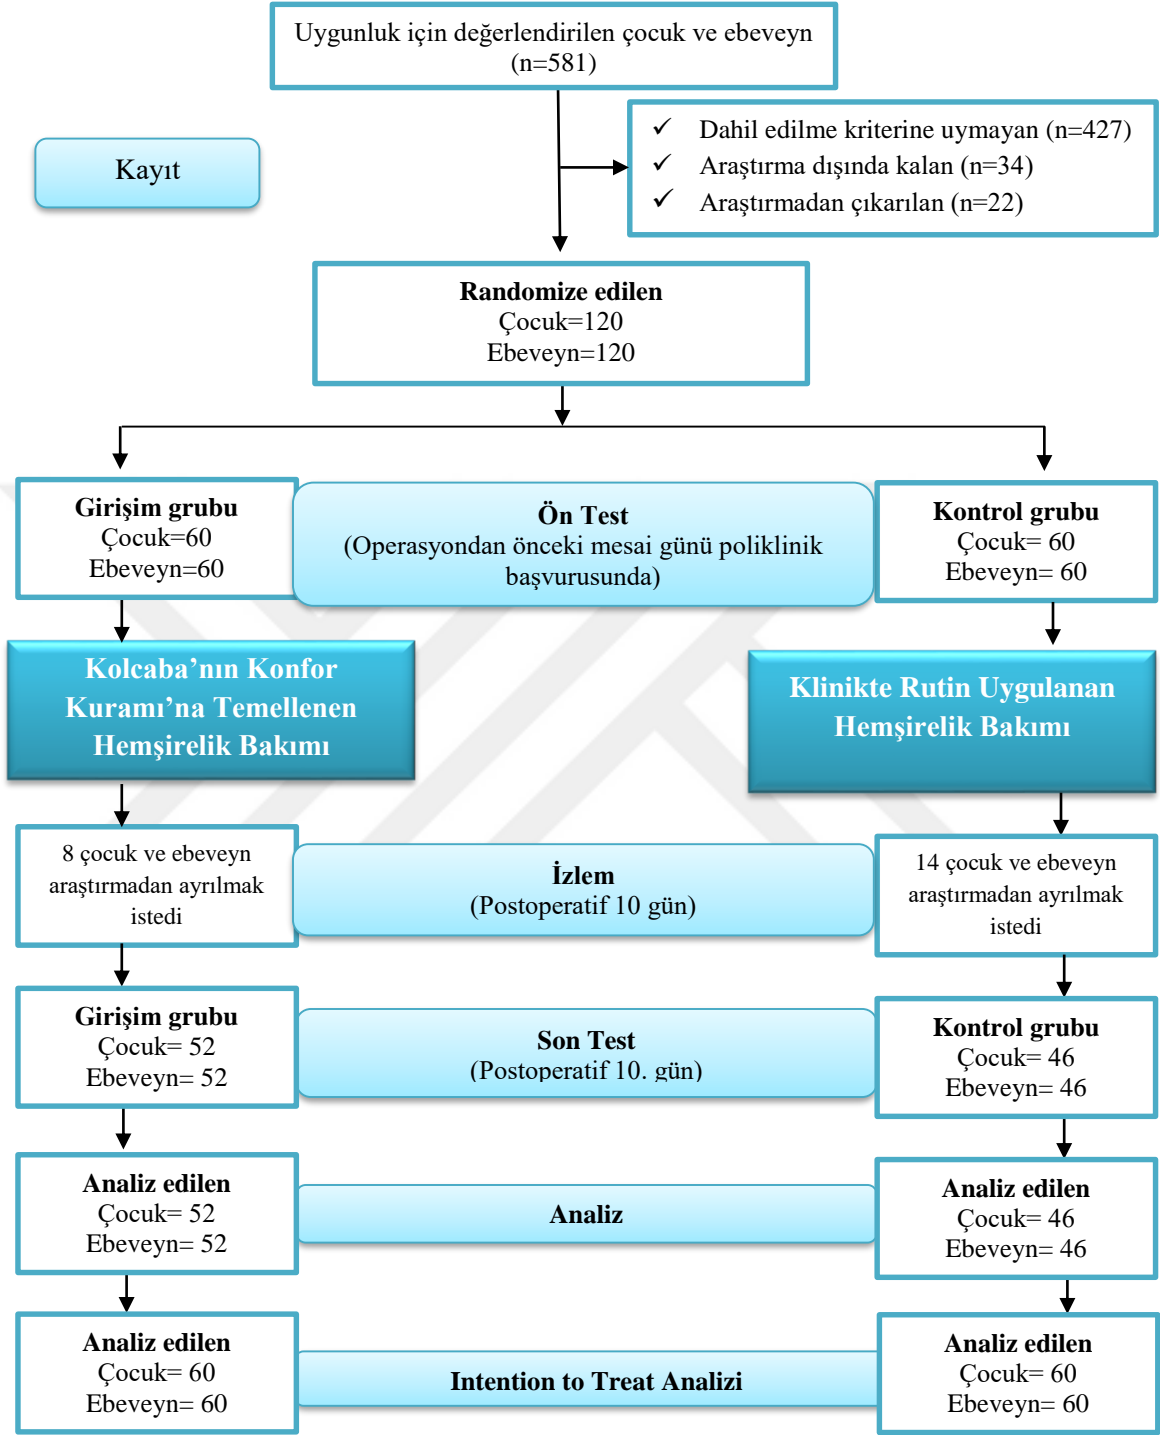 Uygunluk için değerlendirilen çocuk ve ebeveyn
(n=581)
✓ Dahil edilme kriterine uymayan (n=427)
✓ Araştırma dışında kalan (n=34)
✓ Araştırmadan çıkarılan (n=22)
Kayıt
Randomize edilen
Çocuk=120
Ebeveyn=120
Girişim grubu
Çocuk=60
Ebeveyn=60
Ön Test
(Operasyondan önceki mesai günü poliklinik
başvurusunda)
Kontrol grubu
Çocuk= 60
Ebeveyn= 60
Kolcaba’nın Konfor
Kuramı’na Temellenen
Hemşirelik Bakımı
Klinikte Rutin Uygulanan
Hemşirelik Bakımı
8 çocuk ve ebeveyn
araştırmadan ayrılmak
istedi
İzlem
(Postoperatif 10 gün)
14 çocuk ve ebeveyn
araştırmadan ayrılmak
istedi
Girişim grubu
Çocuk= 52
Ebeveyn= 52
Son Test
(Postoperatif 10. gün)
Kontrol grubu
Çocuk= 46
Ebeveyn= 46
Analiz edilen
Çocuk= 52
Ebeveyn= 52
Analiz
Analiz edilen
Çocuk= 46
Ebeveyn= 46
Analiz edilen
Çocuk= 60
Ebeveyn= 60
Intention to Treat Analizi
Analiz edilen
Çocuk= 60
Ebeveyn= 60